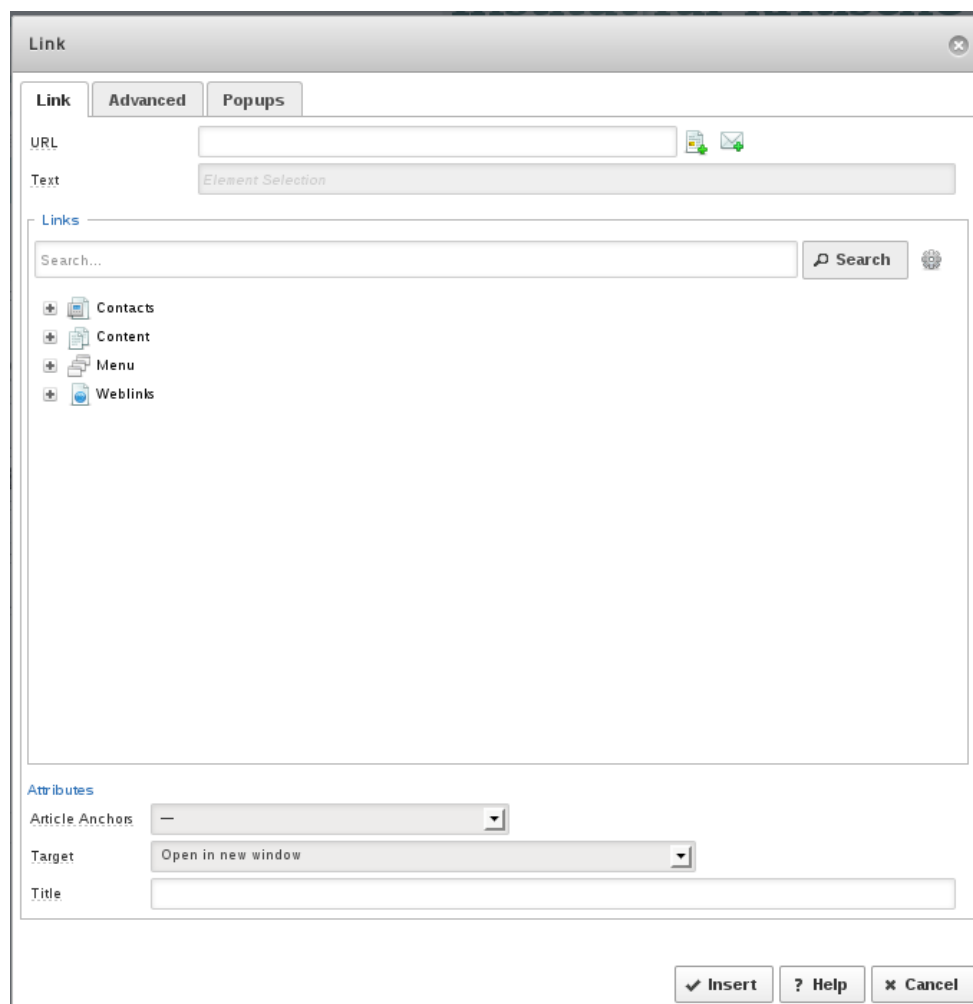 Link
Link Advanced Popups
URL
Text Element Selection
Links
Search... Search
Contacts
Content
Menu
Weblinks
Attributes
Article Anchors —
Target Open in new window
Title
Insert ? Help Cancel